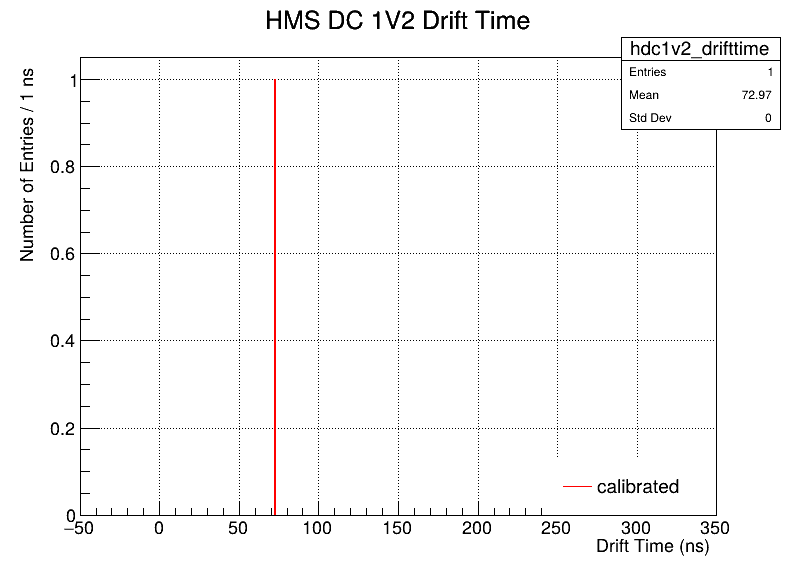 HMS DC 1V2 Drift Time
hdc1v2_drifttime
Entries 1
Mean 72.97
Std Dev 0
Number of Entries / 1 ns
1
0.8
0.6
0.4
0.2
0
−50 0 50 100 150 200 250 300 350
Drift Time (ns)
calibrated